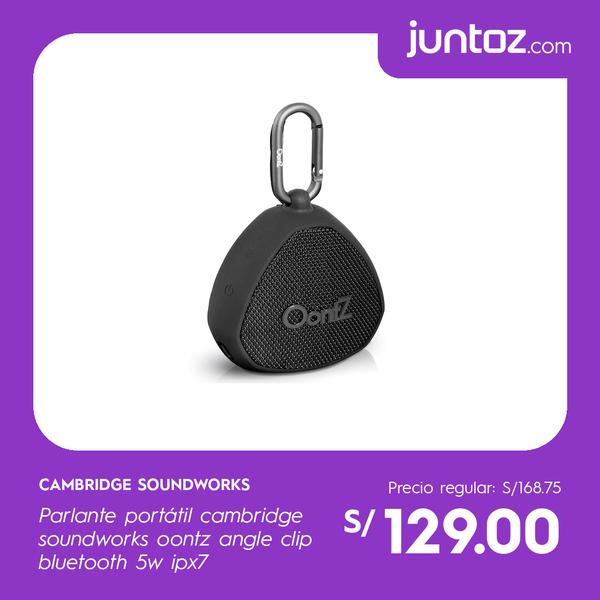 juntoz.com
OontZ
OontZ
CAMBRIDGE SOUNDWORKS
Parlante portátil cambridge
soundworks oontz angle clip
bluetooth 5w ipx7
Precio regular: S/168.75
S/129.00